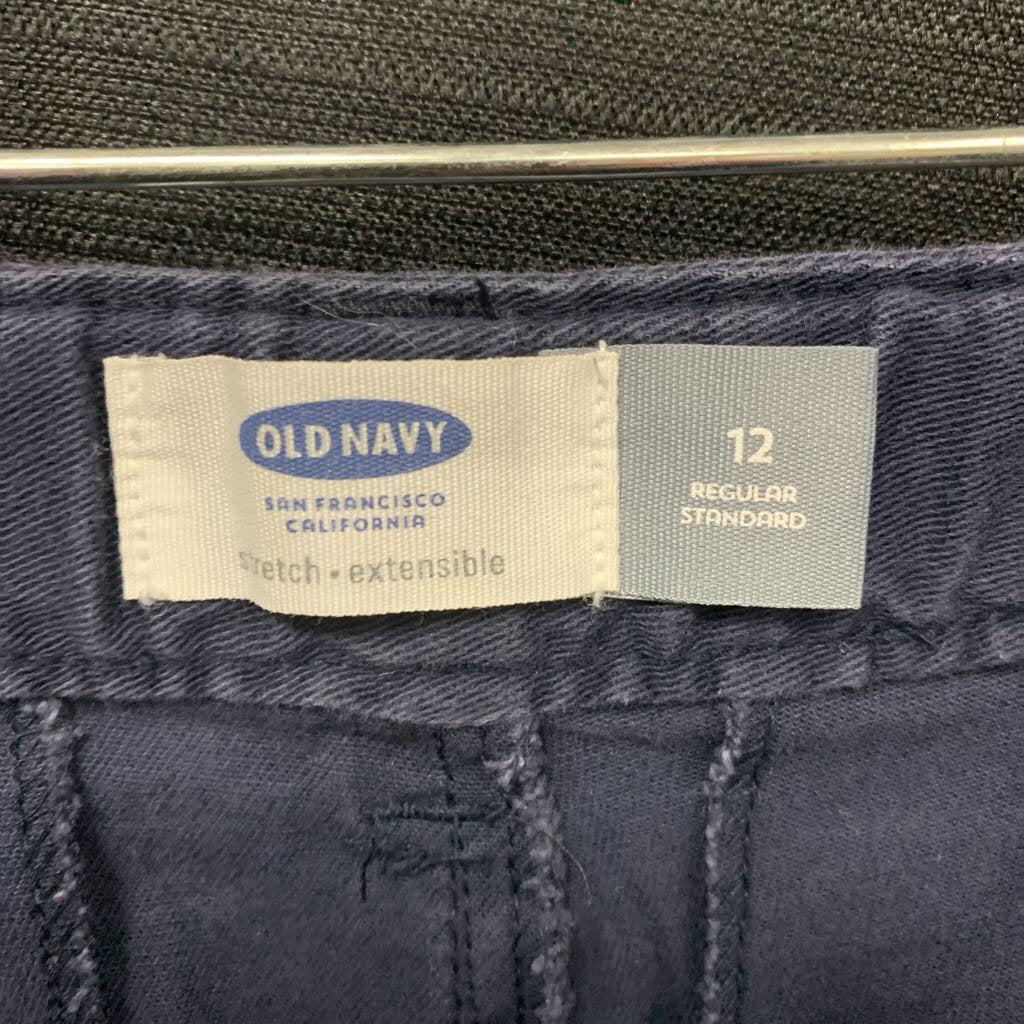 OLD NAVY
SAN FRANCISCO
CALIFORNIA
stretch • extensible
12
REGULAR
STANDARD